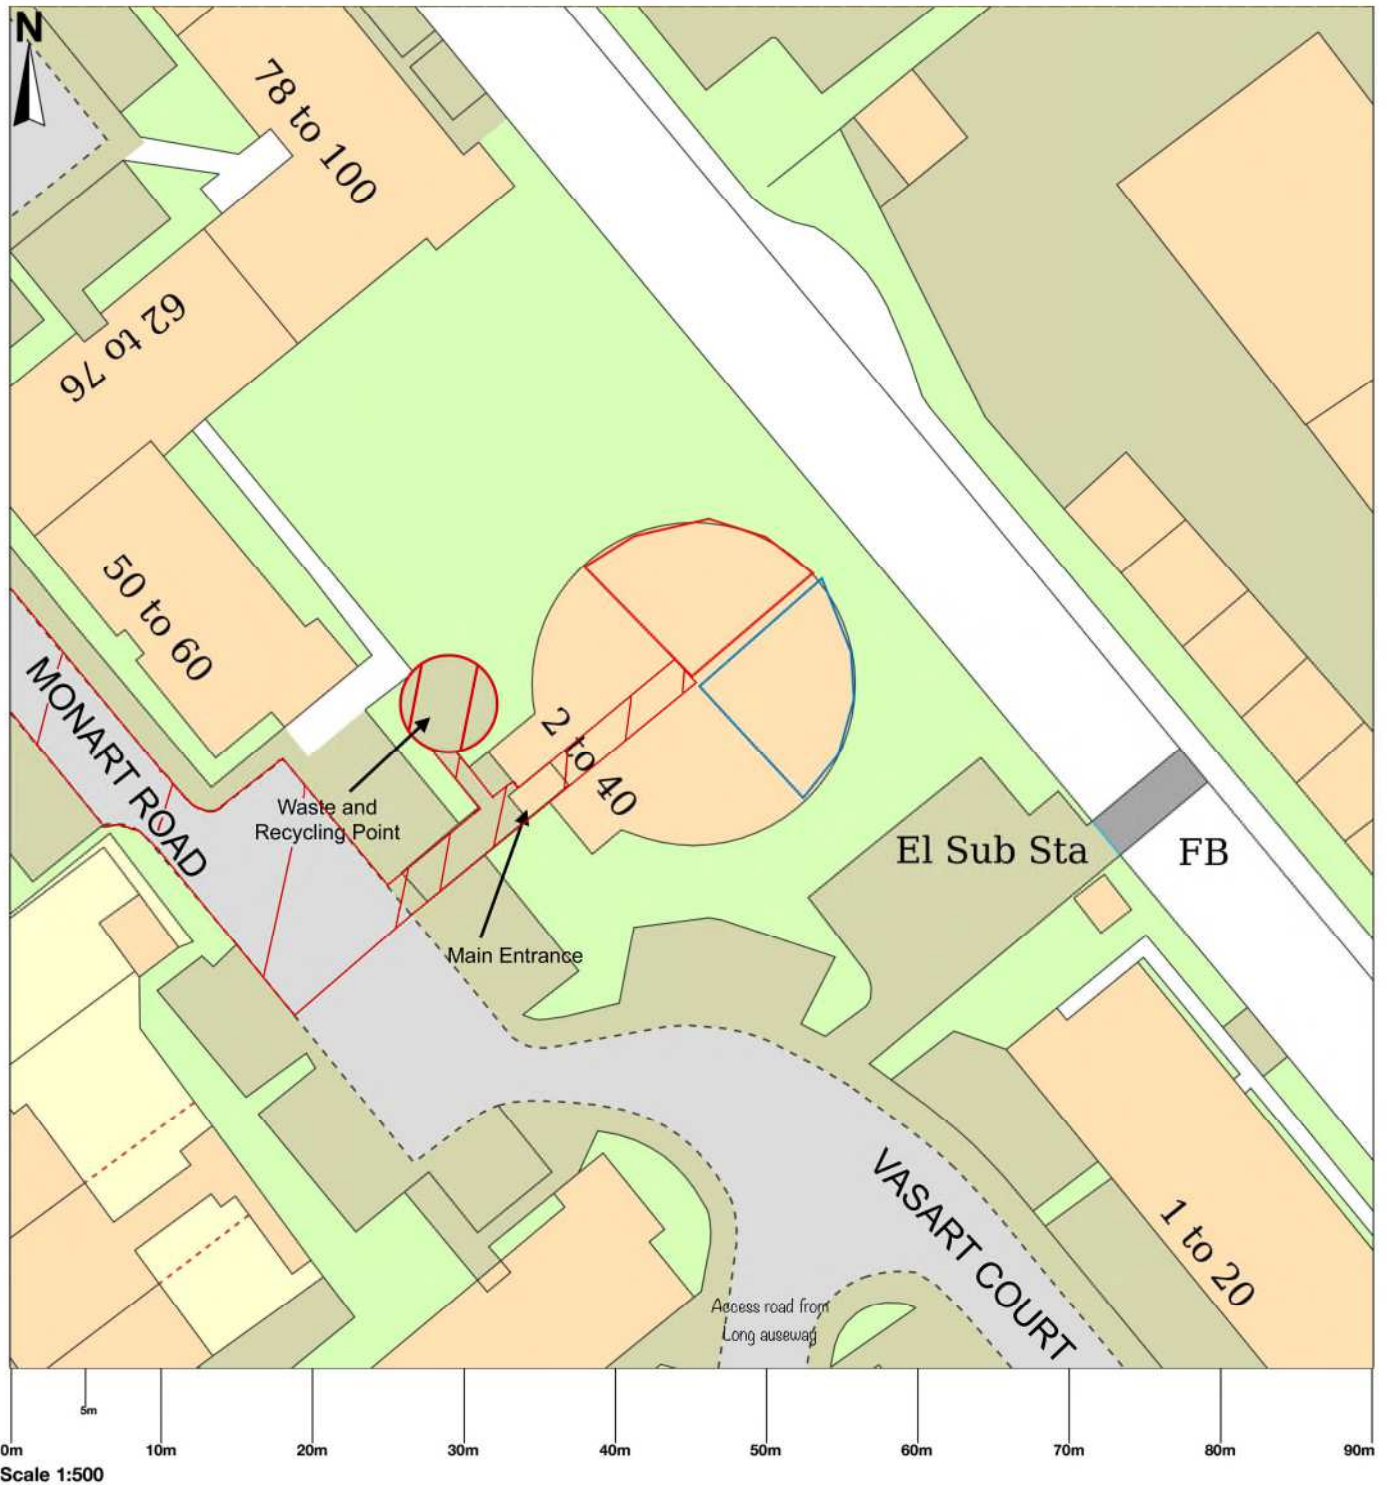 N
78 to 100
62 to 76
50 to 60
MONART ROAD
Waste and
Recycling Point
2 to 40
Main Entrance
El Sub Sta
FB
VASART COURT
1 to 20
Access road from
Long auseway
5m
0m 10m 20m 30m 40m 50m 60m 70m 80m 90m
Scale 1:500